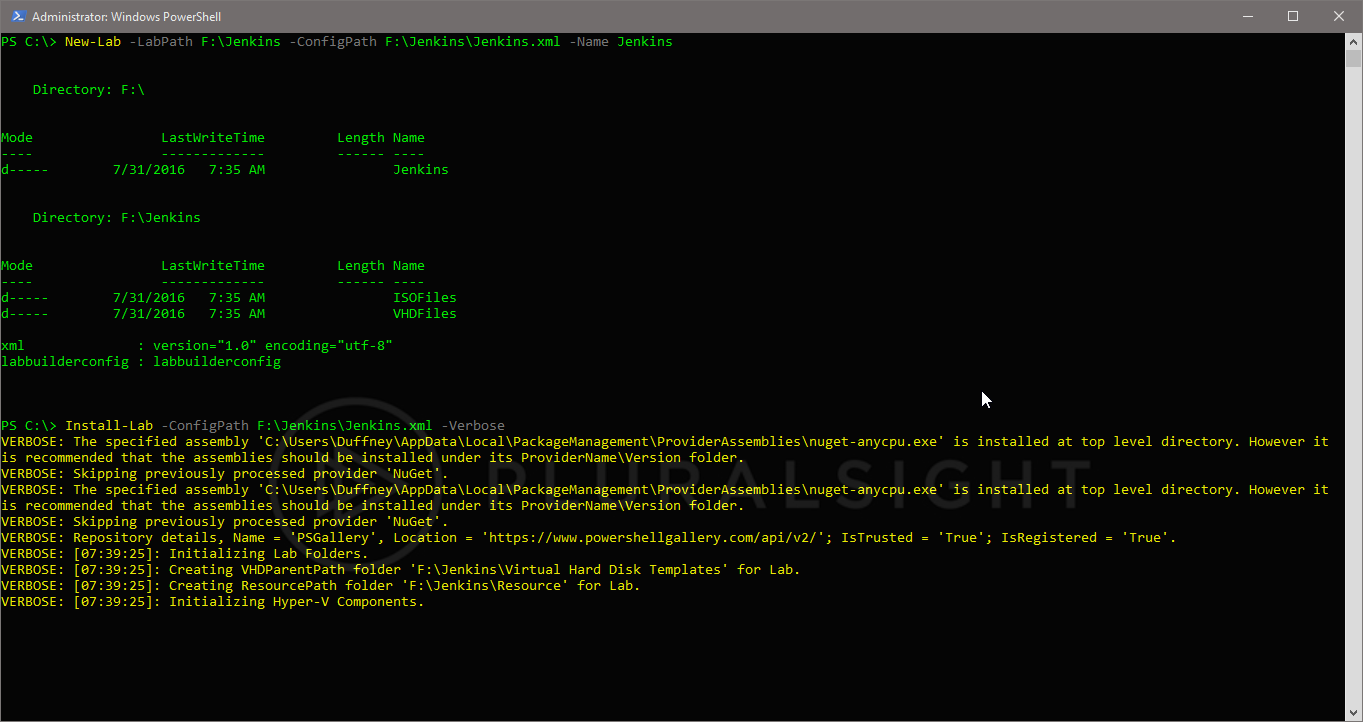 Administrator: Windows PowerShell
PS C:\> New-Lab -LabPath F:\Jenkins -ConfigPath F:\Jenkins\Jenkins.xml -Name Jenkins
Directory: F:\
Mode                LastWriteTime         Length Name
----                -------------         ------ ----
d-----        7/31/2016   7:35 AM                Jenkins
Directory: F:\Jenkins
Mode                LastWriteTime         Length Name
----                -------------         ------ ----
d-----        7/31/2016   7:35 AM                ISOFiles
d-----        7/31/2016   7:35 AM                VHDFiles
xml              : version="1.0" encoding="utf-8"
labbuilderconfig : labbuilderconfig
PS C:\> Install-Lab -ConfigPath F:\Jenkins\Jenkins.xml -Verbose
VERBOSE: The specified assembly 'C:\Users\Duffney\AppData\Local\PackageManagement\ProviderAssemblies\nuget-anycpu.exe' is installed at top level directory. However it
is recommended that the assemblies should be installed under its ProviderName\Version folder.
VERBOSE: Skipping previously processed provider 'NuGet'.
VERBOSE: The specified assembly 'C:\Users\Duffney\AppData\Local\PackageManagement\ProviderAssemblies\nuget-anycpu.exe' is installed at top level directory. However it
is recommended that the assemblies should be installed under its ProviderName\Version folder.
VERBOSE: Skipping previously processed provider 'NuGet'.
VERBOSE: Repository details, Name = 'PSGallery', Location = 'https://www.powershellgallery.com/api/v2/'; IsTrusted = 'True'; IsRegistered = 'True'.
VERBOSE: [07:39:25]: Initializing Lab Folders.
VERBOSE: [07:39:25]: Creating VHDParentPath folder 'F:\Jenkins\Virtual Hard Disk Templates' for Lab.
VERBOSE: [07:39:25]: Creating ResourcePath folder 'F:\Jenkins\Resource' for Lab.
VERBOSE: [07:39:25]: Initializing Hyper-V Components.
PLURALSIGHT